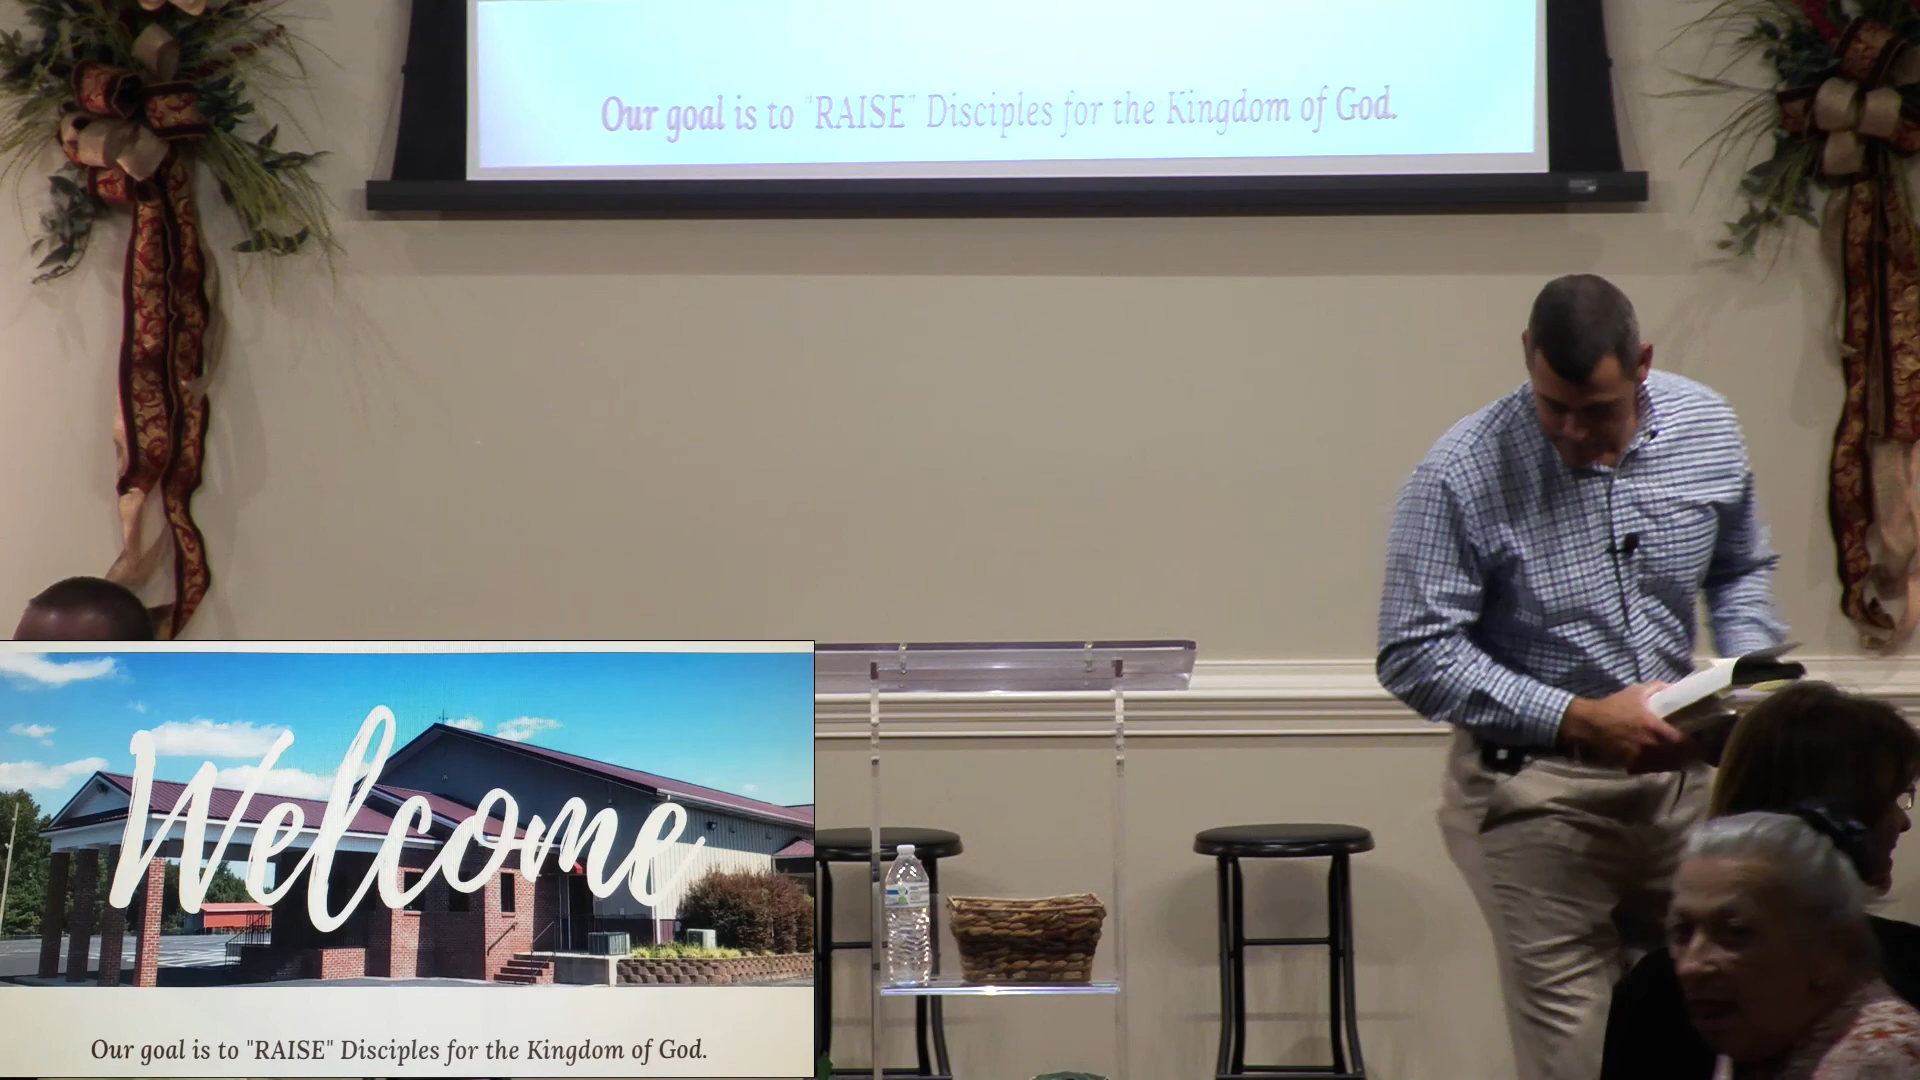 Our goal is to "RAISE" Disciples for the Kingdom of God.
Welcome
Our goal is to "RAISE" Disciples for the Kingdom of God.